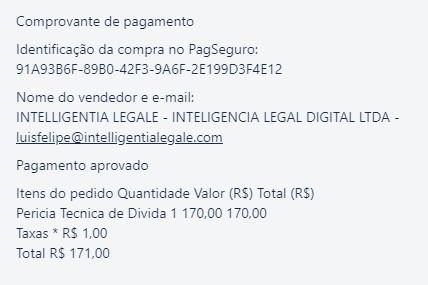 Comprovante de pagamento
Identificação da compra no PagSeguro:
91A93B6F-89B0-42F3-9A6F-2E199D3F4E12
Nome do vendedor e e-mail:
INTELLIGENTIA LEGALE - INTELIGENCIA LEGAL DIGITAL LTDA -
luisfelipe@intelligentialegale.com
Pagamento aprovado
Itens do pedido Quantidade Valor (R$) Total (R$)
Pericia Tecnica de Divida 1 170,00 170,00
Taxas * R$ 1,00
Total R$ 171,00